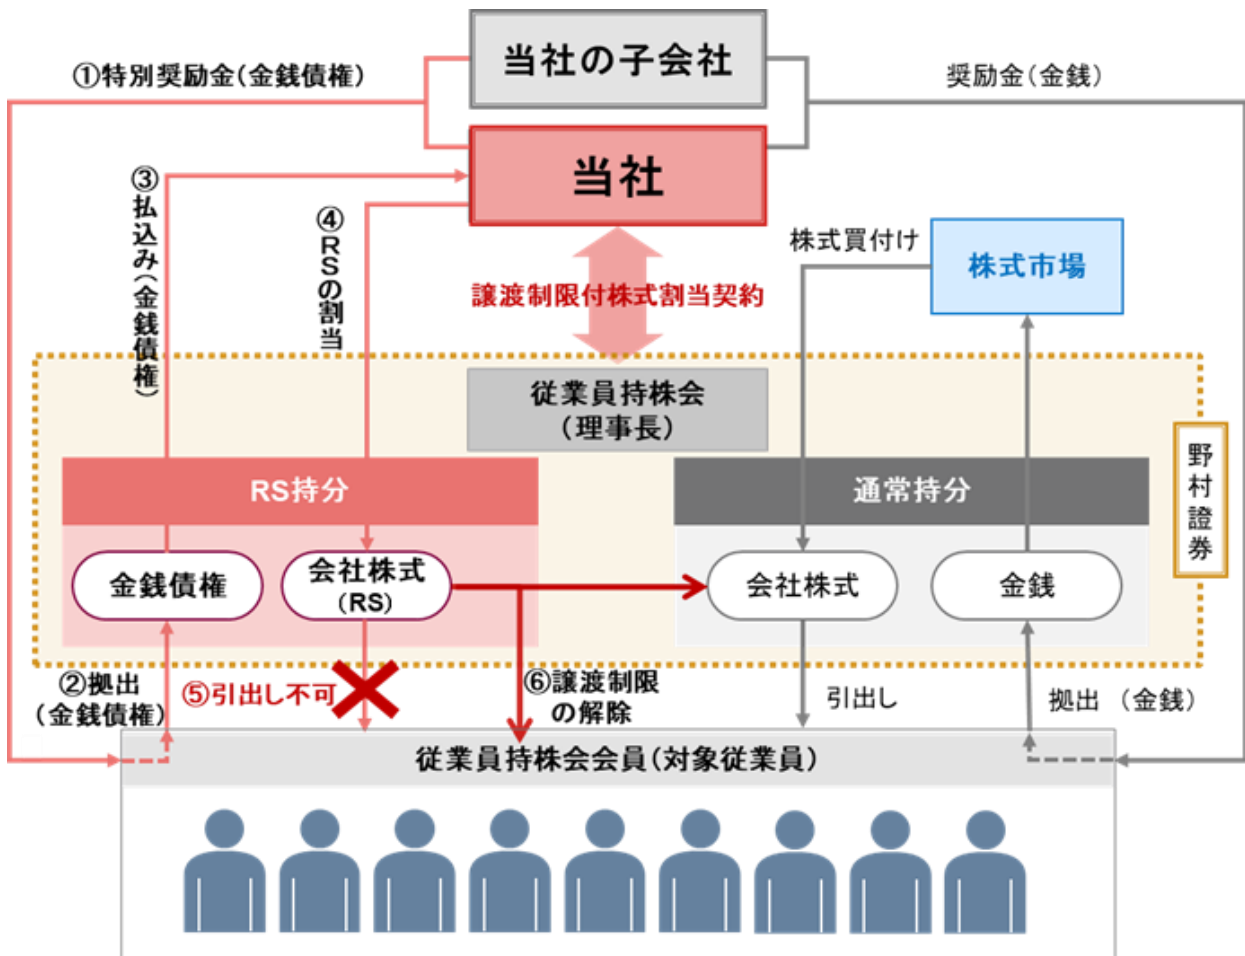 当社の子会社
①特別奨励金(金銭債権)
奨励金(金銭)
当社
③払込み(金銭債権)
④RSの割当
株式買付け
株式市場
譲渡制限付株式割当契約
従業員持株会
(理事長)
野村證券
RS持分
通常持分
金銭債権
会社株式
(RS)
会社株式
金銭
②拠出
(金銭債権)
⑤引出し不可
⑥譲渡制限
の解除
引出し
拠出 (金銭)
従業員持株会会員(対象従業員)